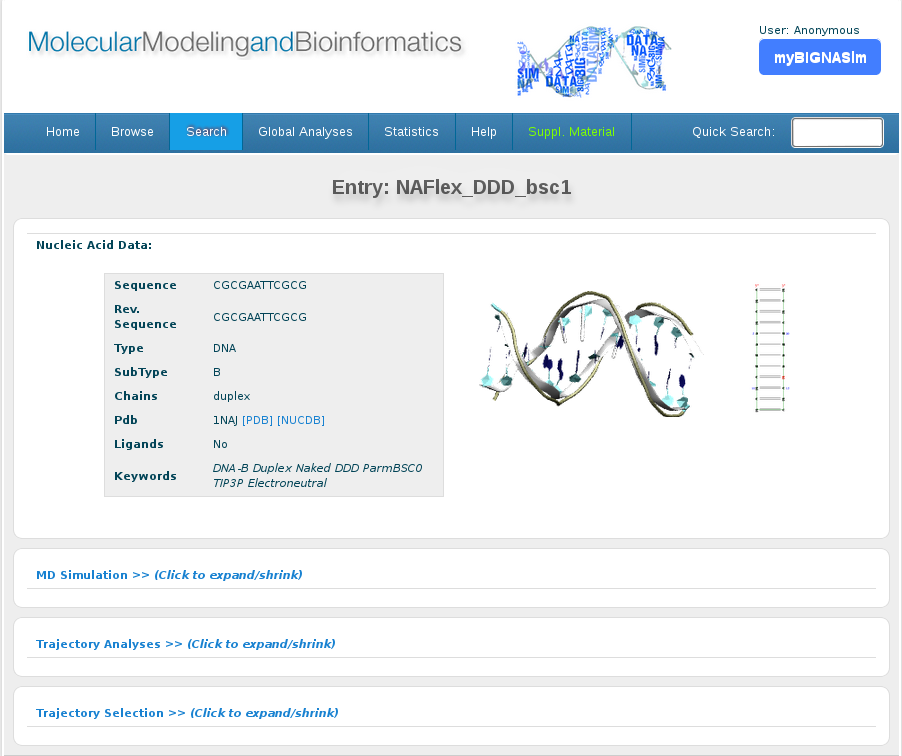 MolecularModelingandBioinformatics
User: Anonymous
myBIGNASim
Home Browse Search Global Analyses Statistics Help Suppl. Material Quick Search:
Entry: NAFlex_DDD_bsc1
Nucleic Acid Data:
Sequence CGCGAATTCGCG
Rev. Sequence CGCGAATTCGCG
Type DNA
SubType B
Chains duplex
Pdb 1NAJ [PDB] [NUCDB]
Ligands No
Keywords DNA-B Duplex Naked DDD ParmBSC0
TIP3P Electroneutral
MD Simulation >> (Click to expand/shrink)
Trajectory Analyses >> (Click to expand/shrink)
Trajectory Selection >> (Click to expand/shrink)